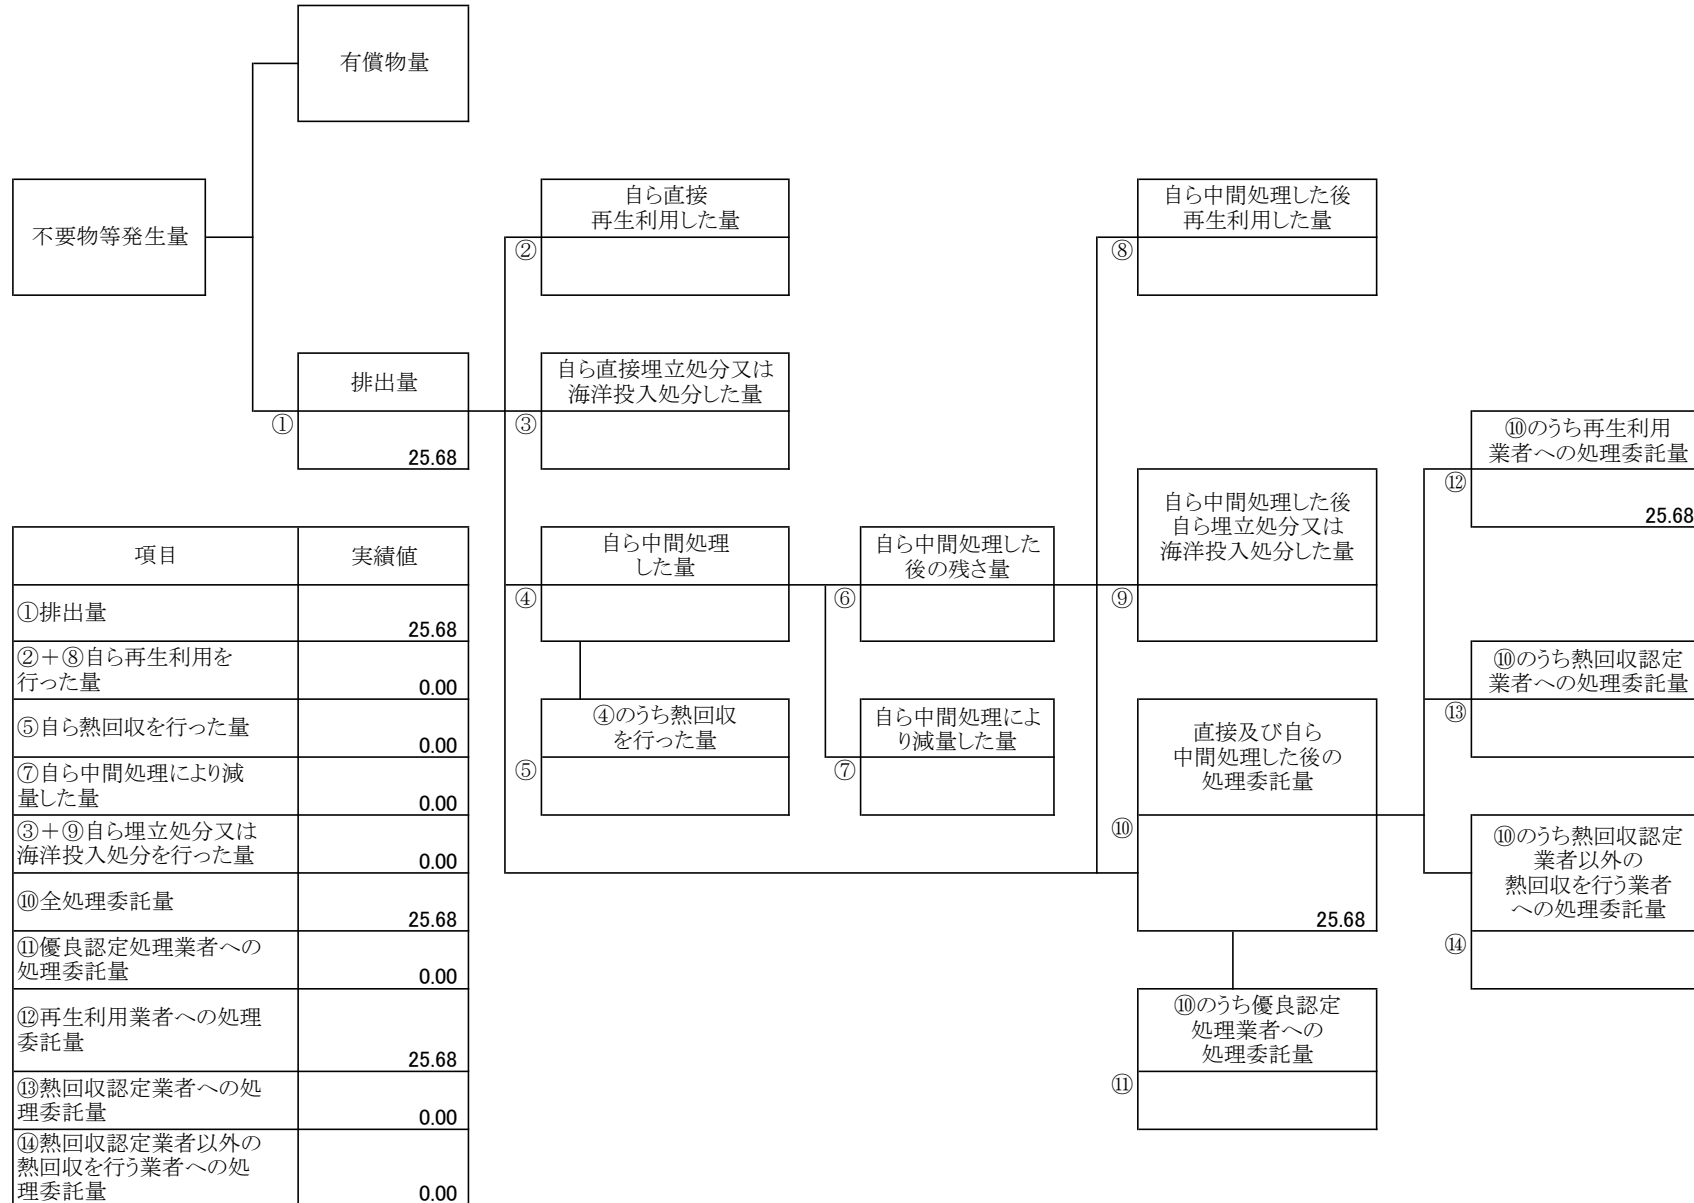 有償物量
不要物等発生量
自ら直接
再生利用した量
②
自ら中間処理した後
再生利用した量
⑧
排出量
①
25.68
自ら直接埋立処分又は
海洋投入処分した量
③
⑩のうち再生利用
業者への処理委託量
⑫
25.68
自ら中間処理
した量
④
自ら中間処理した
後の残さ量
⑥
自ら中間処理した後
自ら埋立処分又は
海洋投入処分した量
⑨
⑩のうち熱回収認定
業者への処理委託量
⑬
④のうち熱回収
を行った量
⑤
自ら中間処理によ
り減量した量
⑦
直接及び自ら
中間処理した後の
処理委託量
⑩
25.68
⑩のうち熱回収認定
業者以外の
熱回収を行う業者
への処理委託量
⑭
⑩のうち優良認定
処理業者への
処理委託量
⑪
項目 実績値
①排出量
25.68
②＋⑧自ら再生利用を
行った量
0.00
⑤自ら熱回収を行った量
0.00
⑦自ら中間処理により減
量した量
0.00
③＋⑨自ら埋立処分又は
海洋投入処分を行った量
0.00
⑩全処理委託量
25.68
⑪優良認定処理業者への
処理委託量
0.00
⑫再生利用業者への処理
委託量
25.68
⑬熱回収認定業者への処
理委託量
0.00
⑭熱回収認定業者以外の
熱回収を行う業者への処
理委託量
0.00